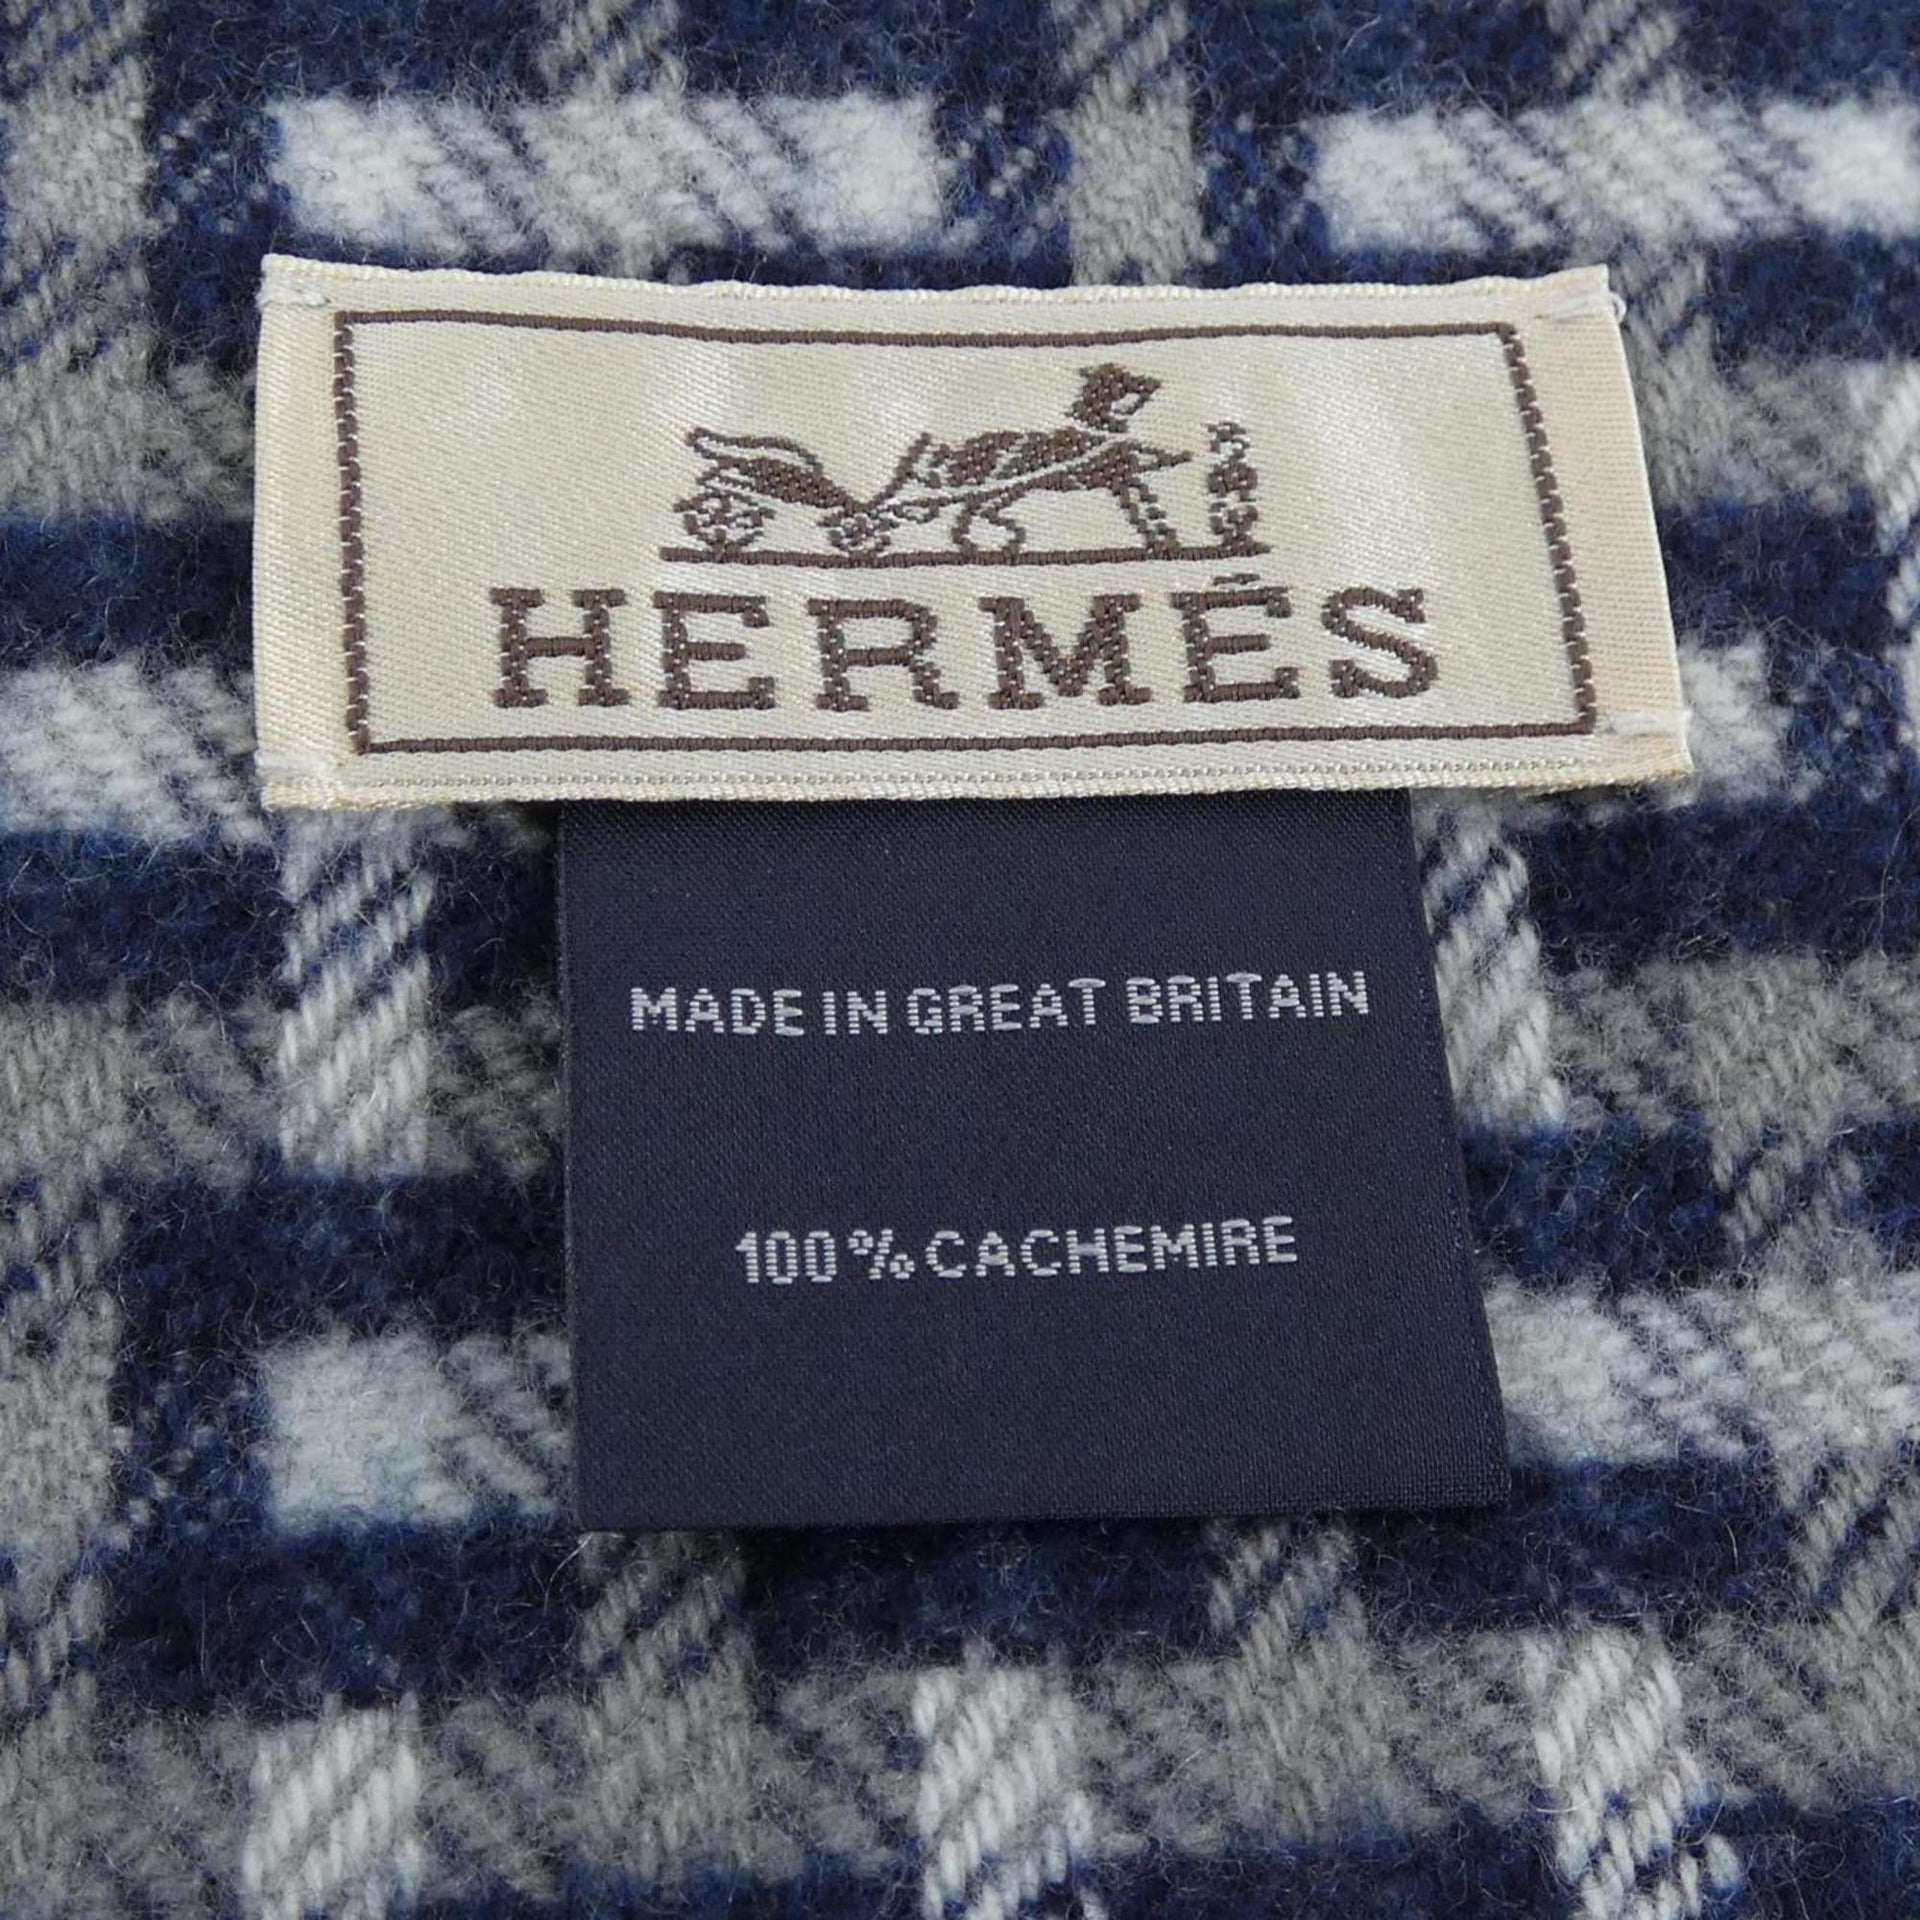 HERMÈS
MADE IN GREAT BRITAIN
100% CACHEMIRE